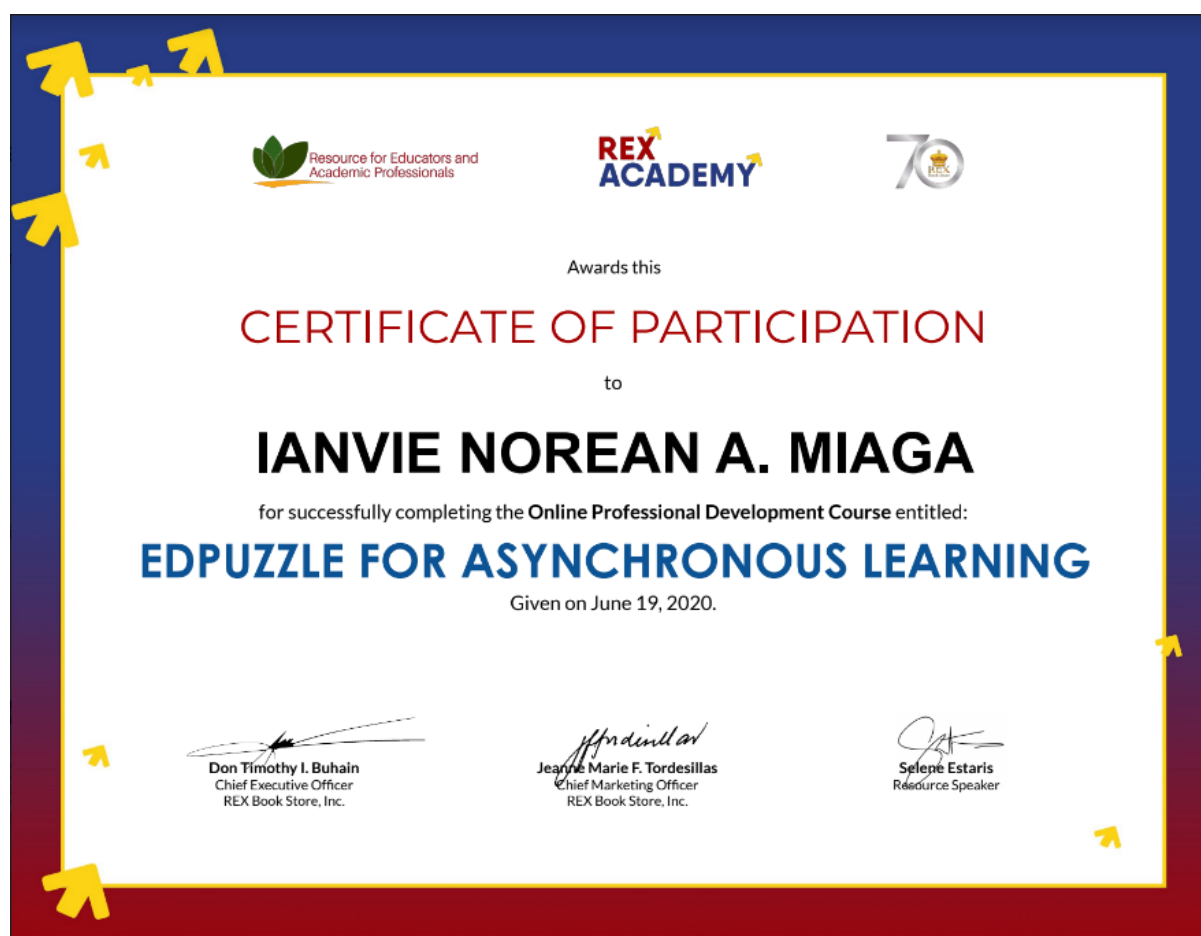 Resource for Educators and
Academic Professionals
REX
ACADEMY
70
REX
Book Store
Awards this
CERTIFICATE OF PARTICIPATION
to
IANVIE NOREAN A. MIAGA
for successfully completing the Online Professional Development Course entitled:
EDPUZZLE FOR ASYNCHRONOUS LEARNING
Given on June 19, 2020.
Don Timothy I. Buhain
Chief Executive Officer
REX Book Store, Inc.
Jeanne Marie F. Tordesillas
Chief Marketing Officer
REX Book Store, Inc.
Selene Estaris
Resource Speaker